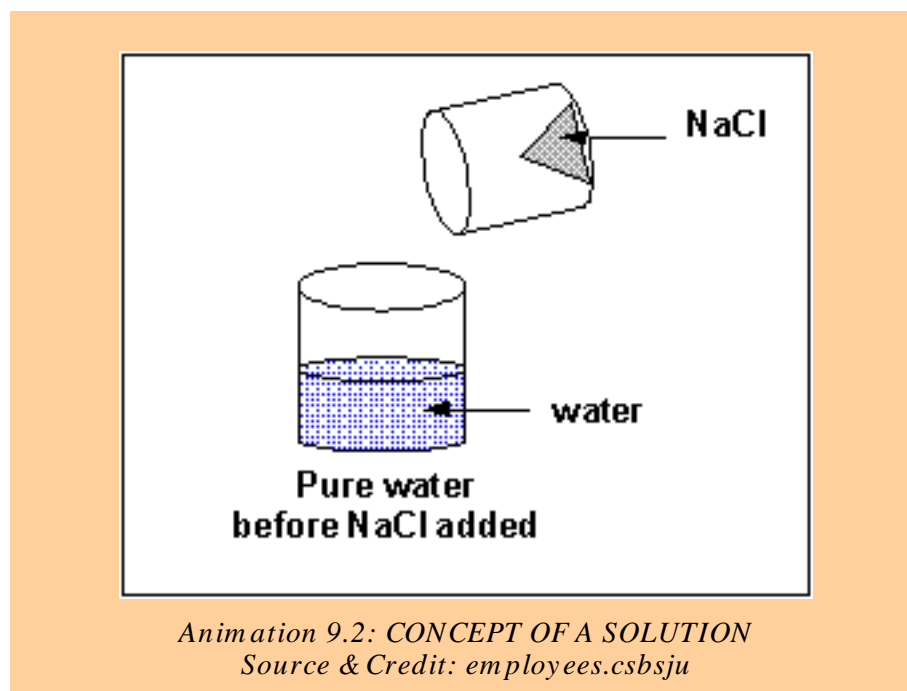 NaCl
water
Pure water
before NaCl added
Animation 9.2: CONCEPT OF A SOLUTION
Source & Credit: employees.csbsju